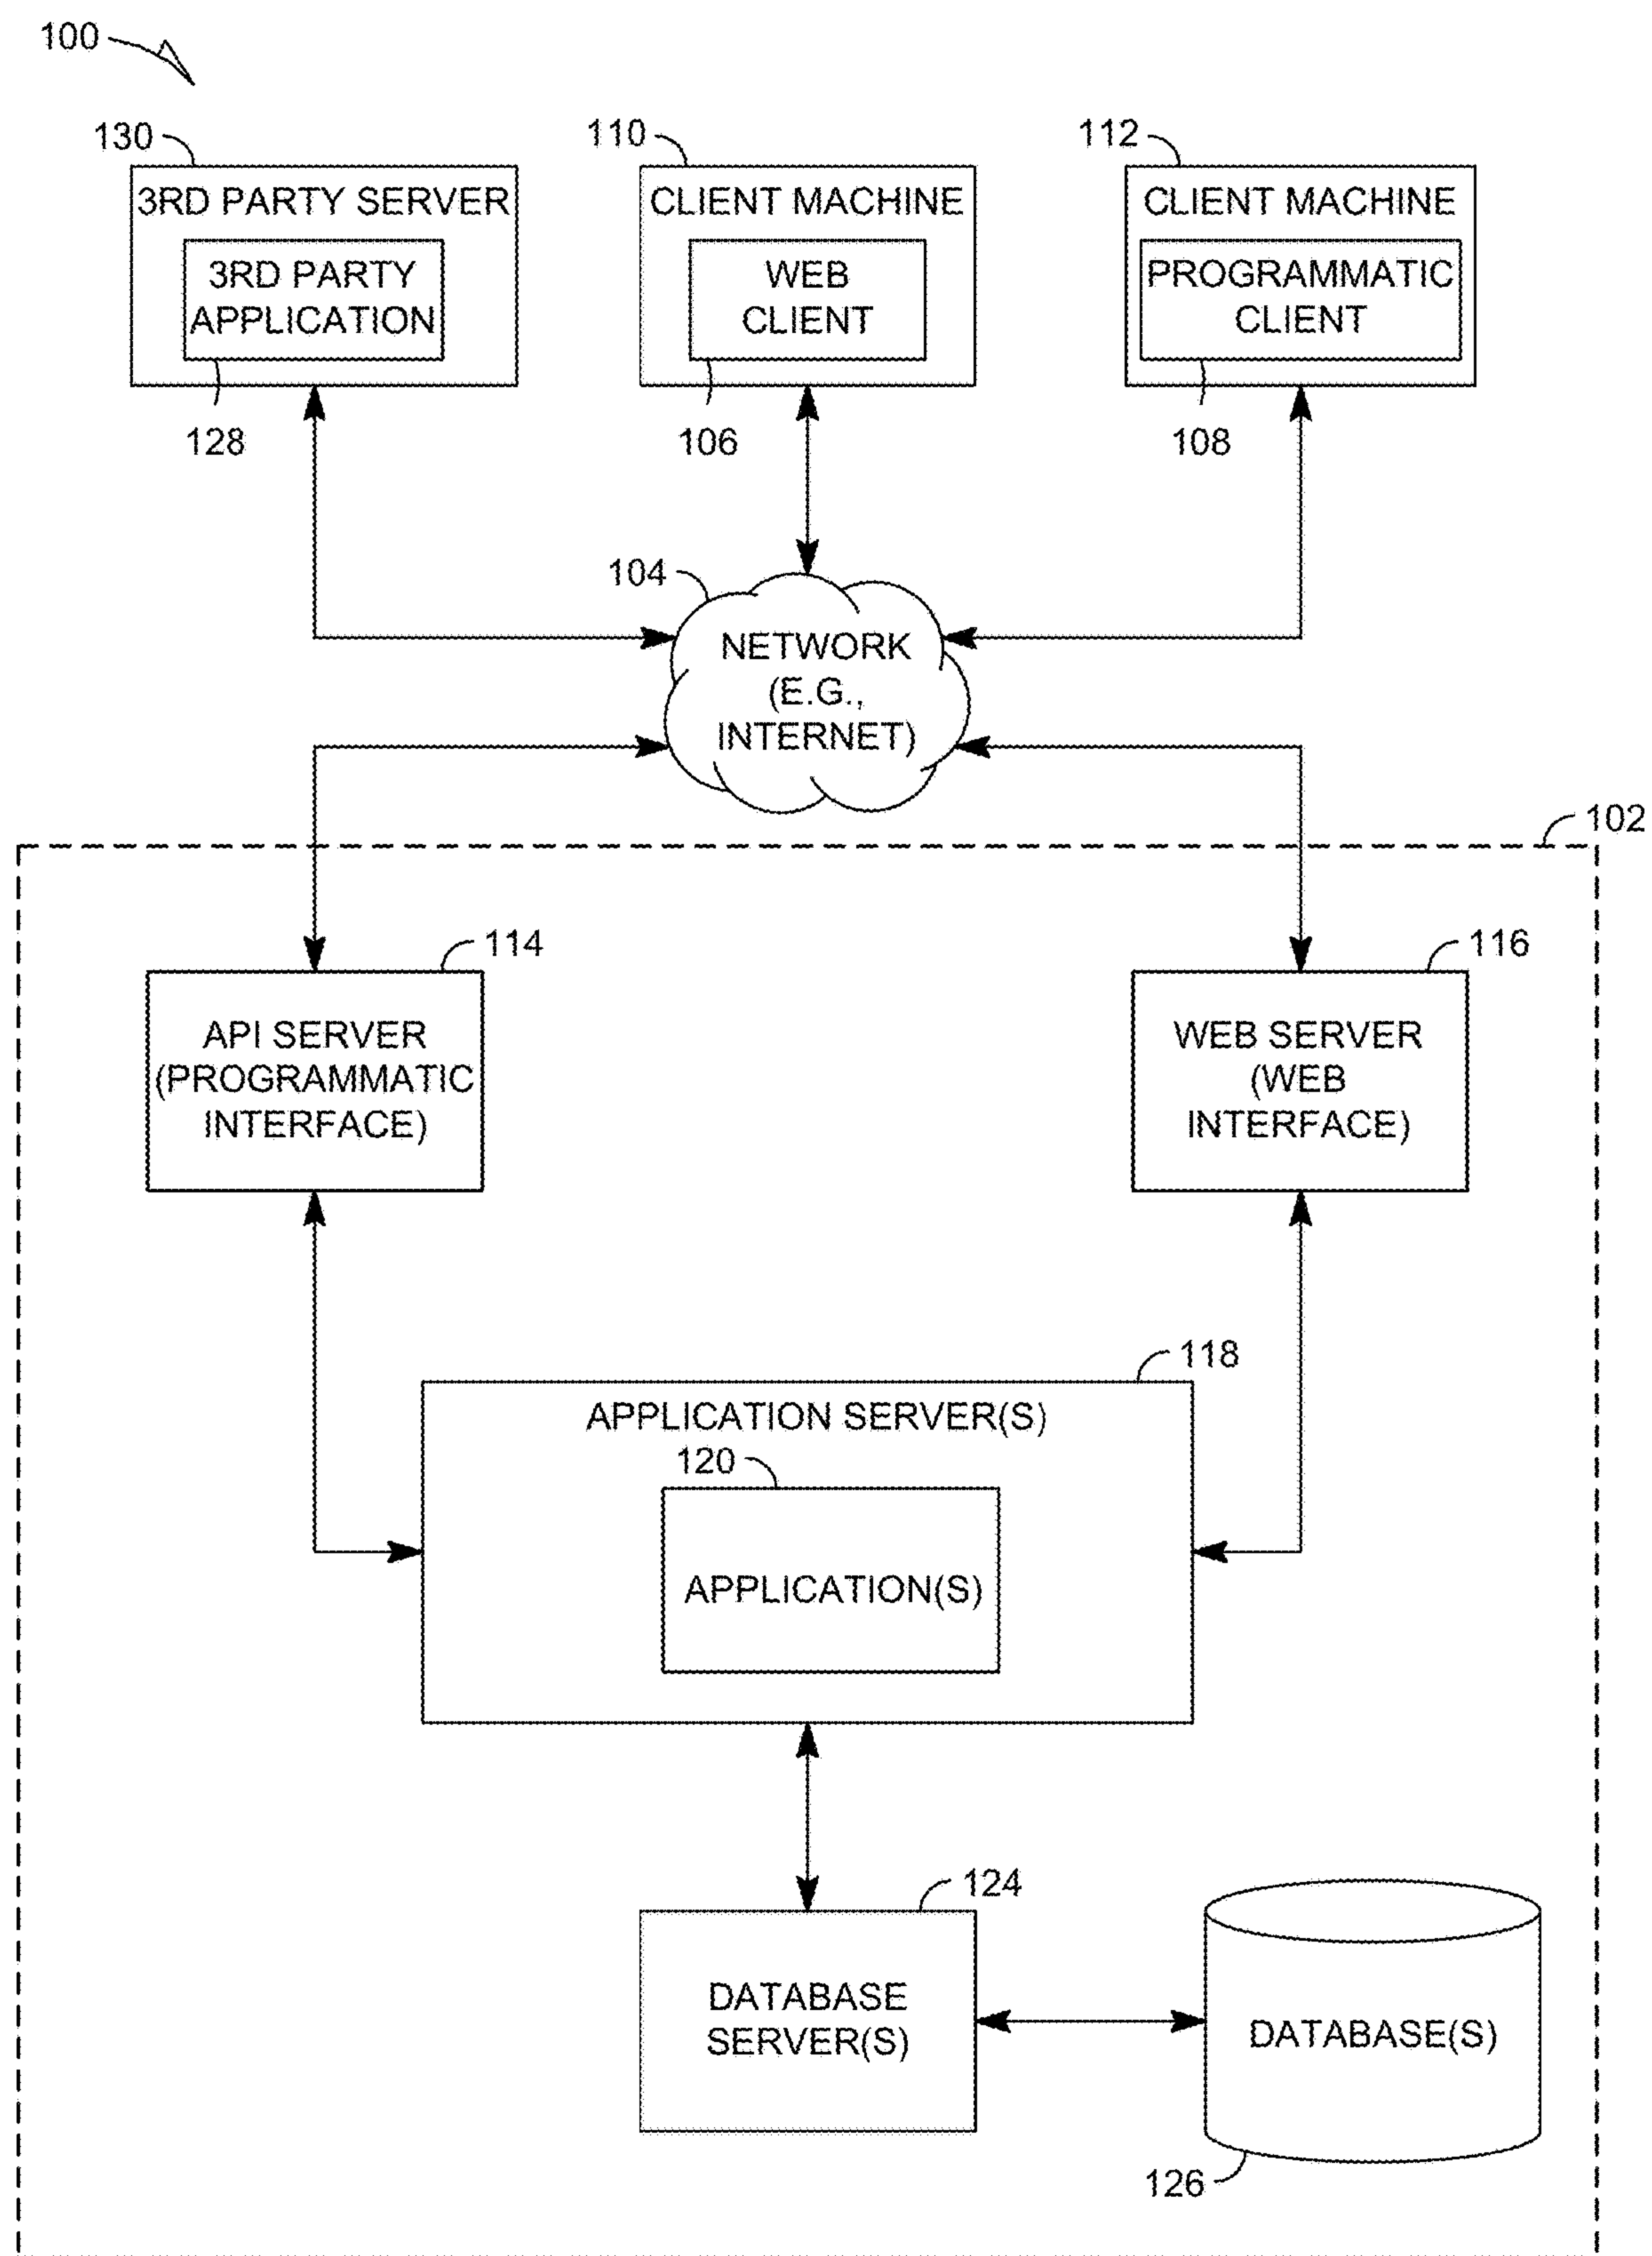 100
130
110
112
3RD PARTY SERVER
CLIENT MACHINE
CLIENT MACHINE
3RD PARTY
APPLICATION
WEB
CLIENT
PROGRAMMATIC
CLIENT
128
106
108
104
NETWORK
(E.G.,
INTERNET)
102
114
116
API SERVER
(PROGRAMMATIC
INTERFACE)
WEB SERVER
(WEB
INTERFACE)
118
APPLICATION SERVER(S)
120
APPLICATION(S)
124
DATABASE
SERVER(S)
DATABASE(S)
126